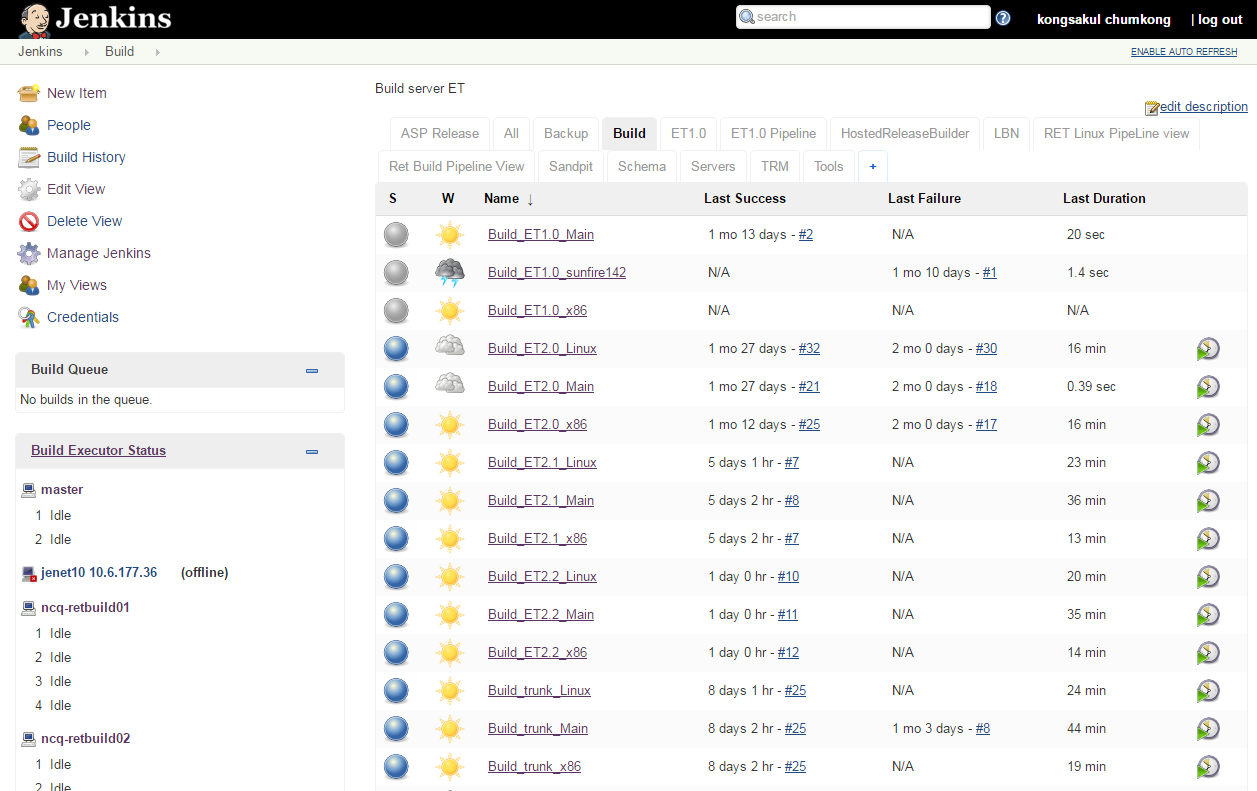 Jenkins
search
kongsakul chumkong | log out
Jenkins Build
ENABLE AUTO REFRESH
New Item
People
Build History
Edit View
Delete View
Manage Jenkins
My Views
Credentials
Build Queue
No builds in the queue.
Build Executor Status
master
1 Idle
2 Idle
jenet10 10.6.177.36 (offline)
ncq-retbuild01
1 Idle
2 Idle
3 Idle
4 Idle
ncq-retbuild02
1 Idle
2 Idle
Build server ET
edit description
ASP Release All Backup Build ET1.0 ET1.0 Pipeline HostedReleaseBuilder LBN RET Linux PipeLine view
Ret Build Pipeline View Sandpit Schema Servers TRM Tools +
S W Name ↓ Last Success Last Failure Last Duration
Build_ET1.0_Main 1 mo 13 days - #2 N/A 20 sec
Build_ET1.0_sunfire142 N/A 1 mo 10 days - #1 1.4 sec
Build_ET1.0_x86 N/A N/A N/A
Build_ET2.0_Linux 1 mo 27 days - #32 2 mo 0 days - #30 16 min
Build_ET2.0_Main 1 mo 27 days - #21 2 mo 0 days - #18 0.39 sec
Build_ET2.0_x86 1 mo 12 days - #25 2 mo 0 days - #17 16 min
Build_ET2.1_Linux 5 days 1 hr - #7 N/A 23 min
Build_ET2.1_Main 5 days 2 hr - #8 N/A 36 min
Build_ET2.1_x86 5 days 2 hr - #7 N/A 13 min
Build_ET2.2_Linux 1 day 0 hr - #10 N/A 20 min
Build_ET2.2_Main 1 day 0 hr - #11 N/A 35 min
Build_ET2.2_x86 1 day 0 hr - #12 N/A 14 min
Build_trunk_Linux 8 days 1 hr - #25 N/A 24 min
Build_trunk_Main 8 days 2 hr - #25 1 mo 3 days - #8 44 min
Build_trunk_x86 8 days 2 hr - #25 N/A 19 min